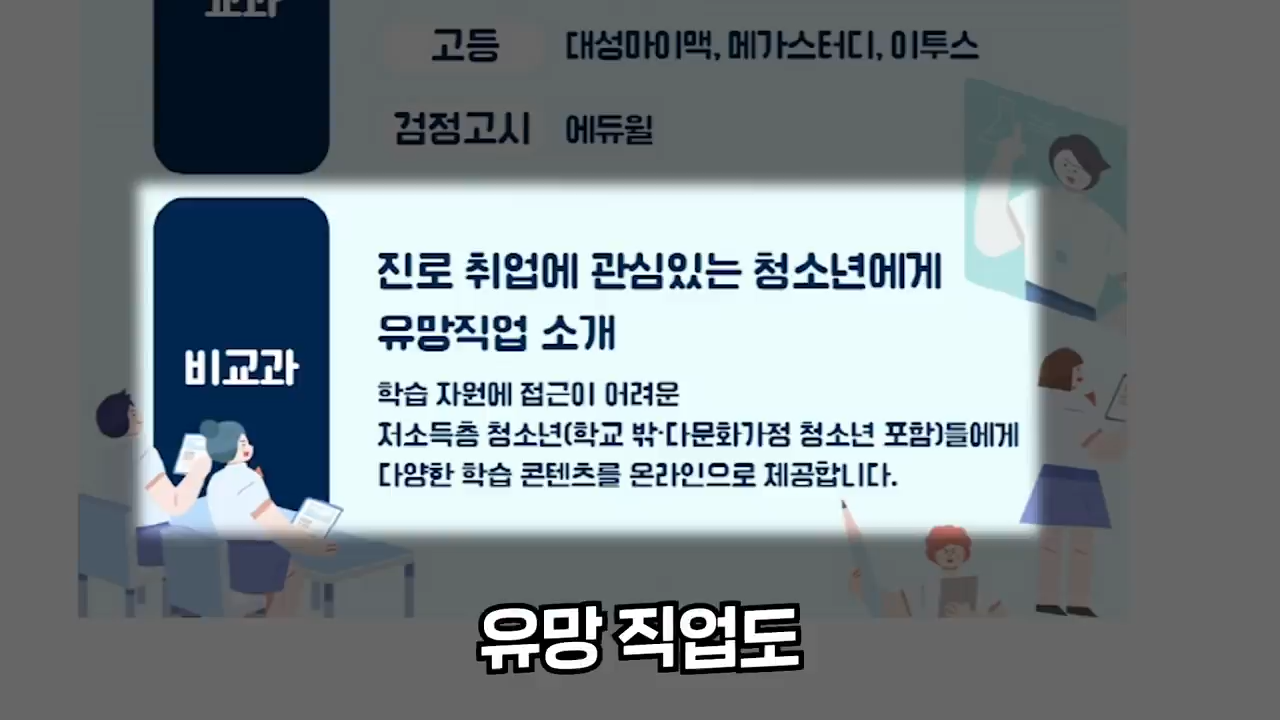 교과
고등 대성마이맥, 메가스터디, 이투스
검정고시 에듀윌
비교과
진로 취업에 관심있는 청소년에게
유망직업 소개
학습 자원에 접근이 어려운
저소득층 청소년(학교 밖·다문화가정 청소년 포함)들에게
다양한 학습 콘텐츠를 온라인으로 제공합니다.
유망 직업도